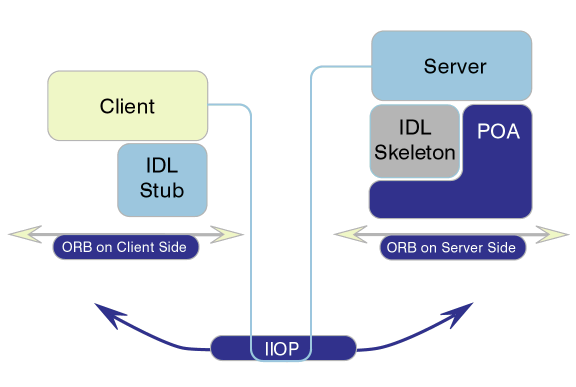 Client
IDL
Stub
ORB on Client Side
Server
IDL
Skeleton
POA
ORB on Server Side
IIOP